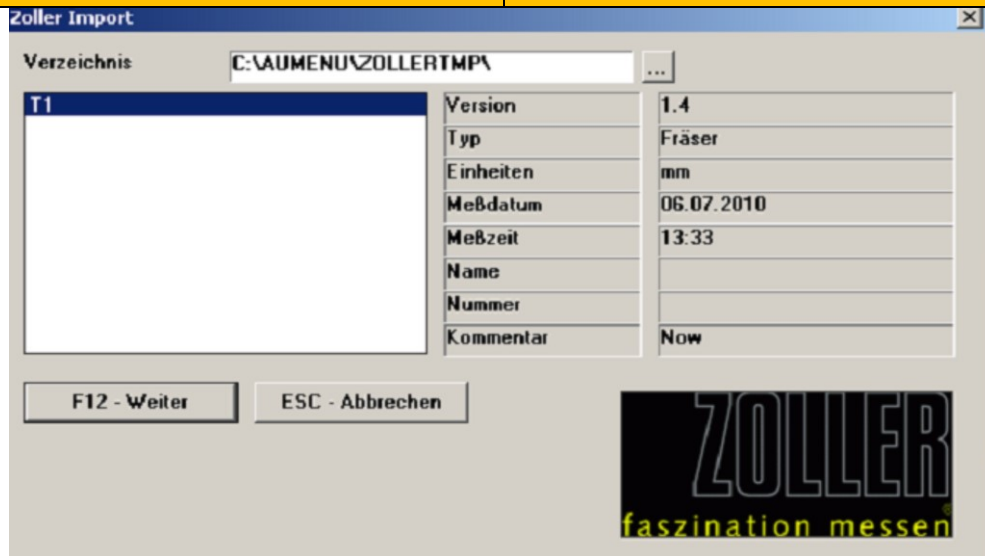 Zoller Import
Verzeichnis C:\AUMENU\ZOLLERTMP\ ...
T1
Version 1.4
Typ Fräser
Einheiten mm
Meßdatum 06.07.2010
Meßzeit 13:33
Name
Nummer
Kommentar Now
F12 - Weiter ESC - Abbrechen
ZOLLER
faszination messen®